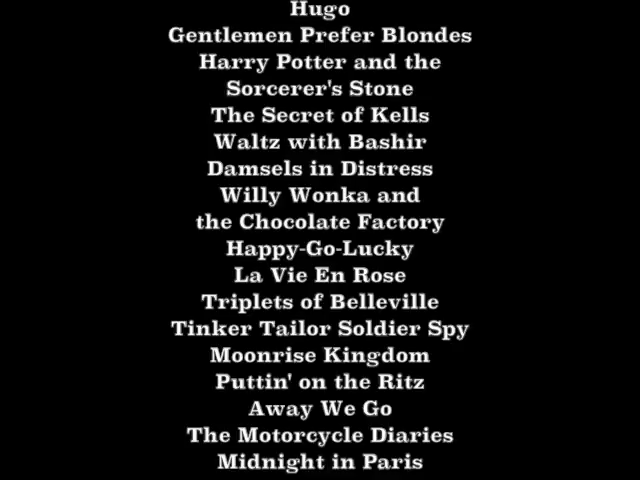 Hugo
Gentlemen Prefer Blondes
Harry Potter and the
Sorcerer's Stone
The Secret of Kells
Waltz with Bashir
Damsels in Distress
Willy Wonka and
the Chocolate Factory
Happy-Go-Lucky
La Vie En Rose
Triplets of Belleville
Tinker Tailor Soldier Spy
Moonrise Kingdom
Puttin' on the Ritz
Away We Go
The Motorcycle Diaries
Midnight in Paris